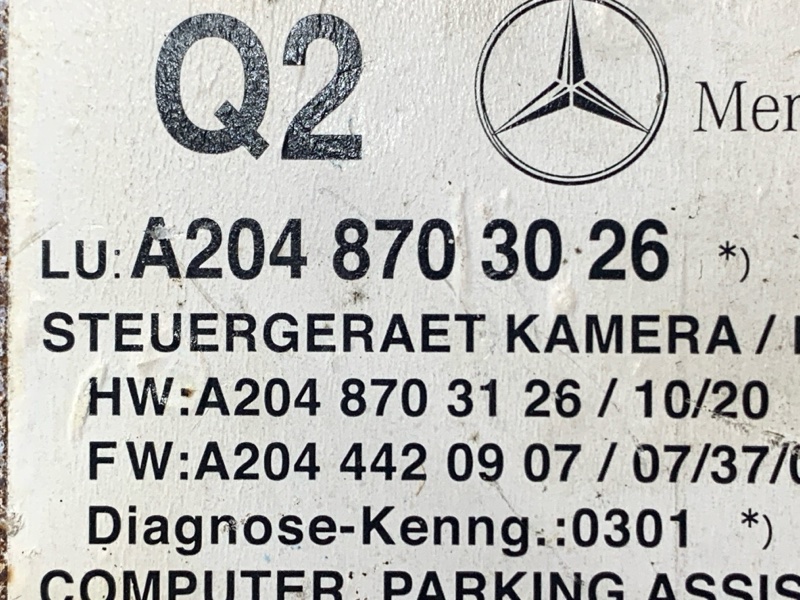 Q2
Mer
LU: A204 870 30 26 *)
STEUERGERAET KAMERA /
HW:A204 870 31 26 / 10/20
FW:A204 442 09 07 / 07/37/0
Diagnose-Kenng.:0301 *)
COMPUTER, PARKING ASSIS